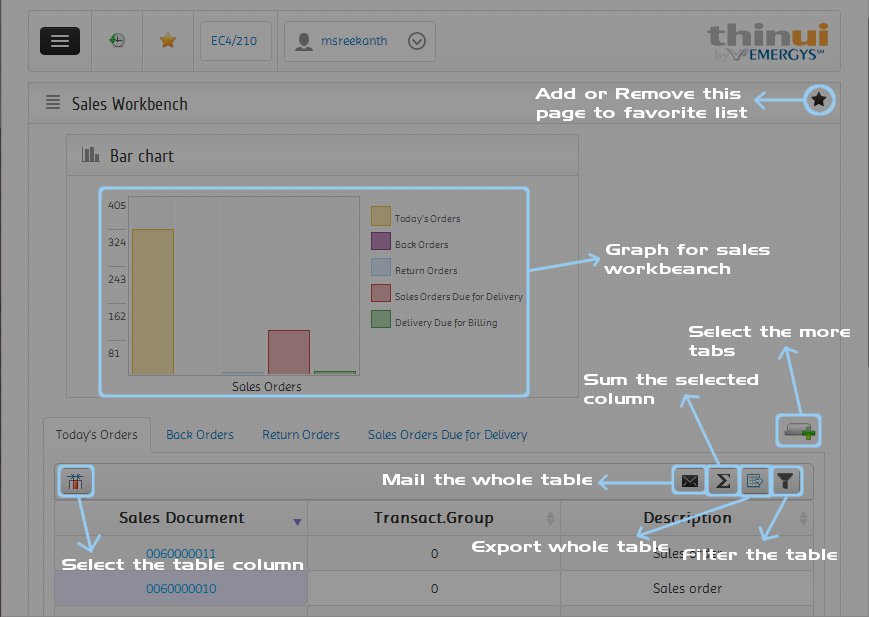 EC4/210
msreekanth
thinui
by EMERGYS SM
Sales Workbench
Add or Remove this
page to favorite list
Bar chart
405
324
243
162
81
Today's Orders
Back Orders
Return Orders
Sales Orders Due for Delivery
Delivery Due for Billing
Sales Orders
Graph for sales
workbeanch
Select the more
tabs
Sum the selected
column
Today's Orders
Back Orders
Return Orders
Sales Orders Due for Delivery
Mail the whole table
Σ
Sales Document
Transact.Group
Description
0060000011
0
Sales order
Select the table column
Export whole table
Filter the table
0060000010
0
Sales order